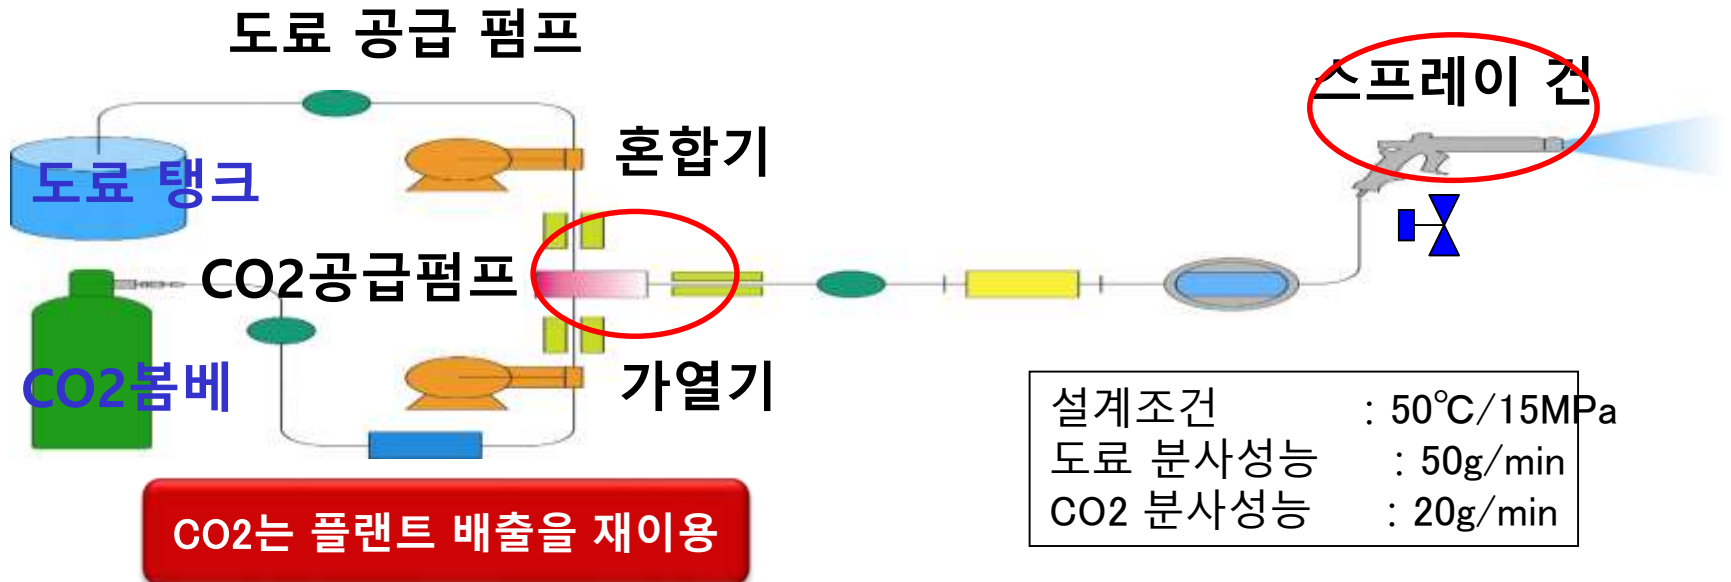 도료 공급 펌프
스프레이 건
혼합기
도료 탱크
CO2공급펌프
CO2봄베
가열기
설계조건 : 50℃/15MPa
도료 분사성능 : 50g/min
CO2 분사성능 : 20g/min
CO2는 플랜트 배출을 재이용